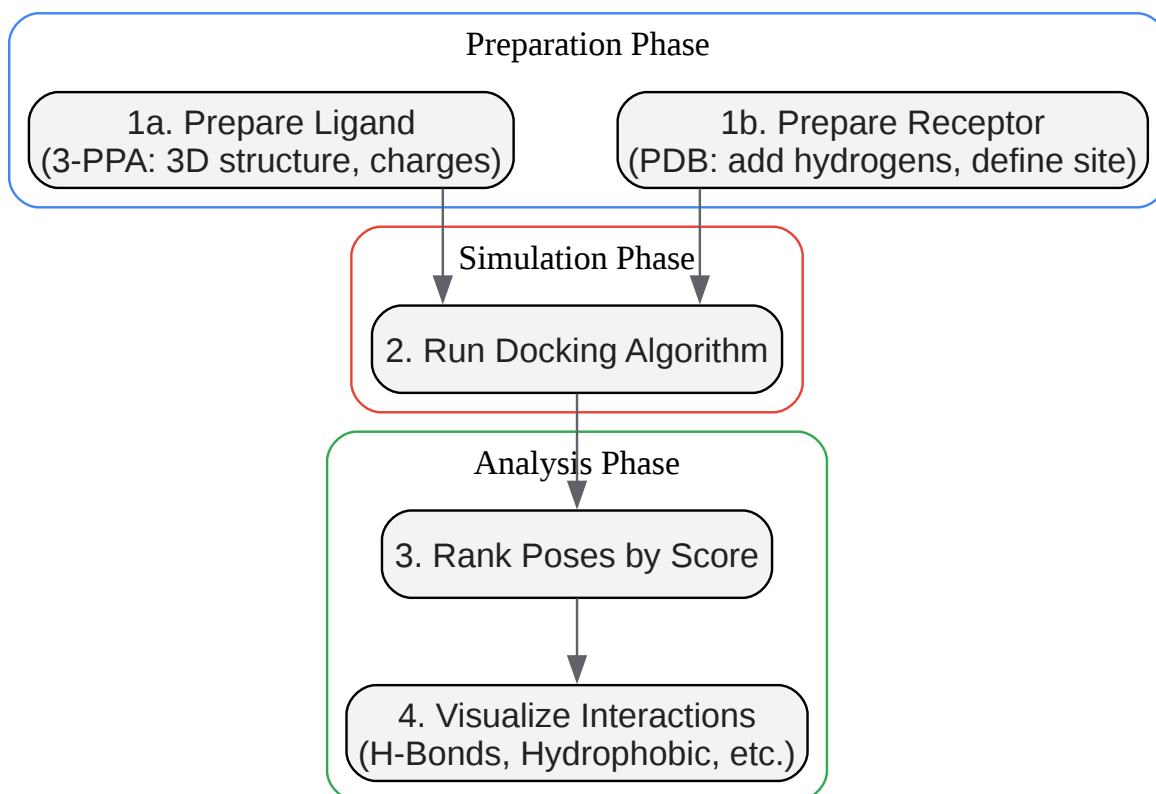 Preparation Phase
1a. Prepare Ligand
(3-PPA: 3D structure, charges)
1b. Prepare Receptor
(PDB: add hydrogens, define site)
Simulation Phase
2. Run Docking Algorithm
Analysis Phase
3. Rank Poses by Score
4. Visualize Interactions
(H-Bonds, Hydrophobic, etc.)